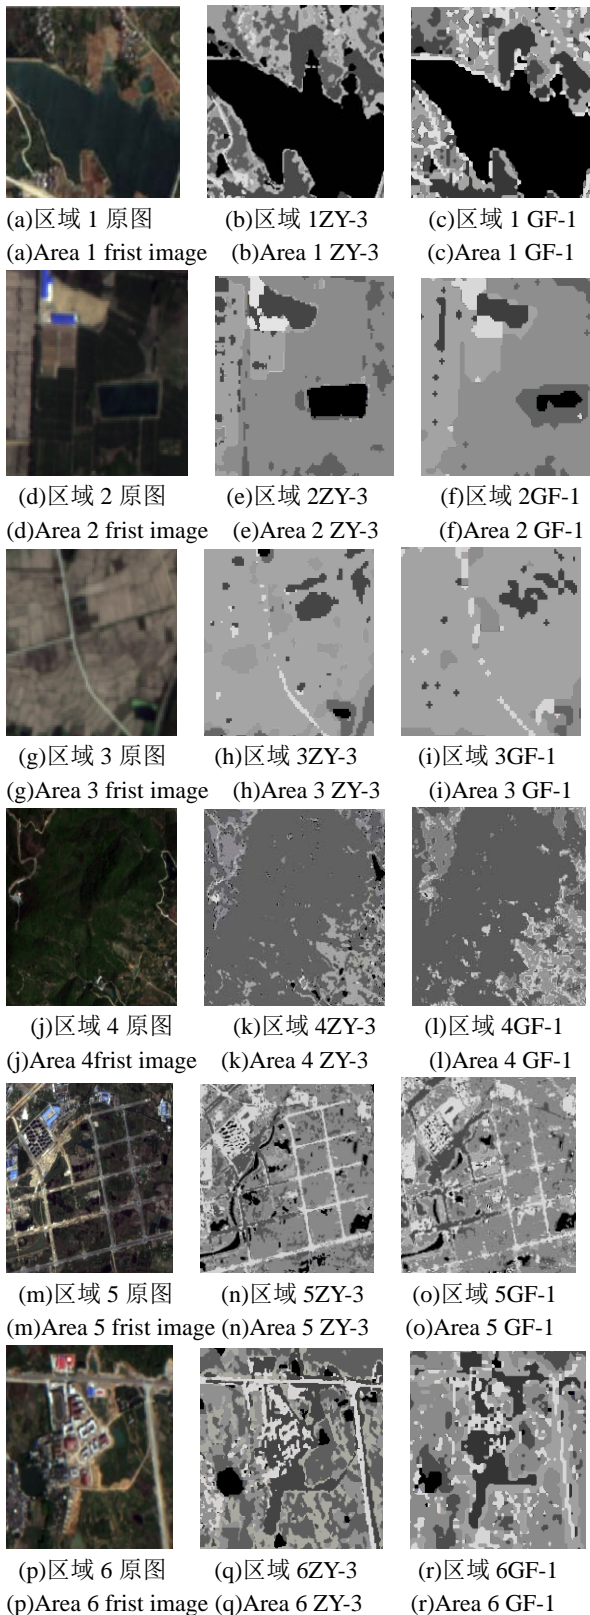 (a)区域 1 原图 (b)区域 1ZY-3 (c)区域 1 GF-1
(a)Area 1 frist image (b)Area 1 ZY-3 (c)Area 1 GF-1
(d)区域 2 原图 (e)区域 2ZY-3 (f)区域 2GF-1
(d)Area 2 frist image (e)Area 2 ZY-3 (f)Area 2 GF-1
(g)区域 3 原图 (h)区域 3ZY-3 (i)区域 3GF-1
(g)Area 3 frist image (h)Area 3 ZY-3 (i)Area 3 GF-1
(j)区域 4 原图 (k)区域 4ZY-3 (l)区域 4GF-1
(j)Area 4frist image (k)Area 4 ZY-3 (l)Area 4 GF-1
(m)区域 5 原图 (n)区域 5ZY-3 (o)区域 5GF-1
(m)Area 5 frist image (n)Area 5 ZY-3 (o)Area 5 GF-1
(p)区域 6 原图 (q)区域 6ZY-3 (r)区域 6GF-1
(p)Area 6 frist image (q)Area 6 ZY-3 (r)Area 6 GF-1